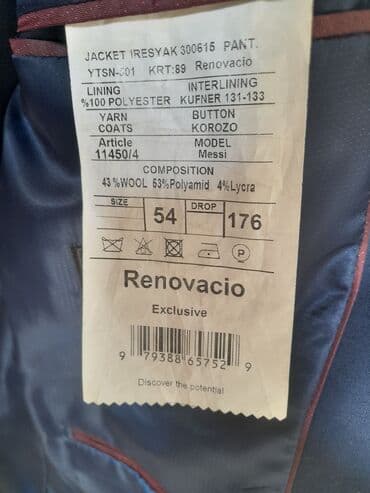 JACKET IRESYAK 300615 PANT.
YTSN-301 KRT:89 Renovacio
LINING INTERLINING
%100 POLYESTER KUFNER 131-133
YARN BUTTON
COATS KOROZO
Article MODEL
11450/4 Messi
COMPOSITION
43%WOOL 53%Polyamid 4%Lycra
SIZE 54 DROP 176
P
Renovacio
Exclusive
9 79388 65752 9
Discover the potential